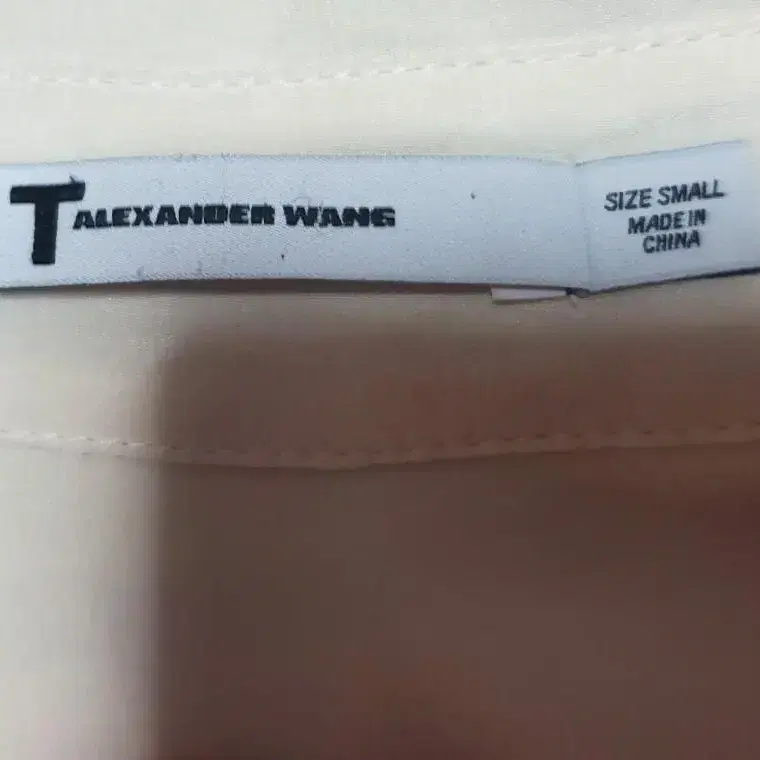 T ALEXANDER WANG
SIZE SMALL
MADE IN
CHINA